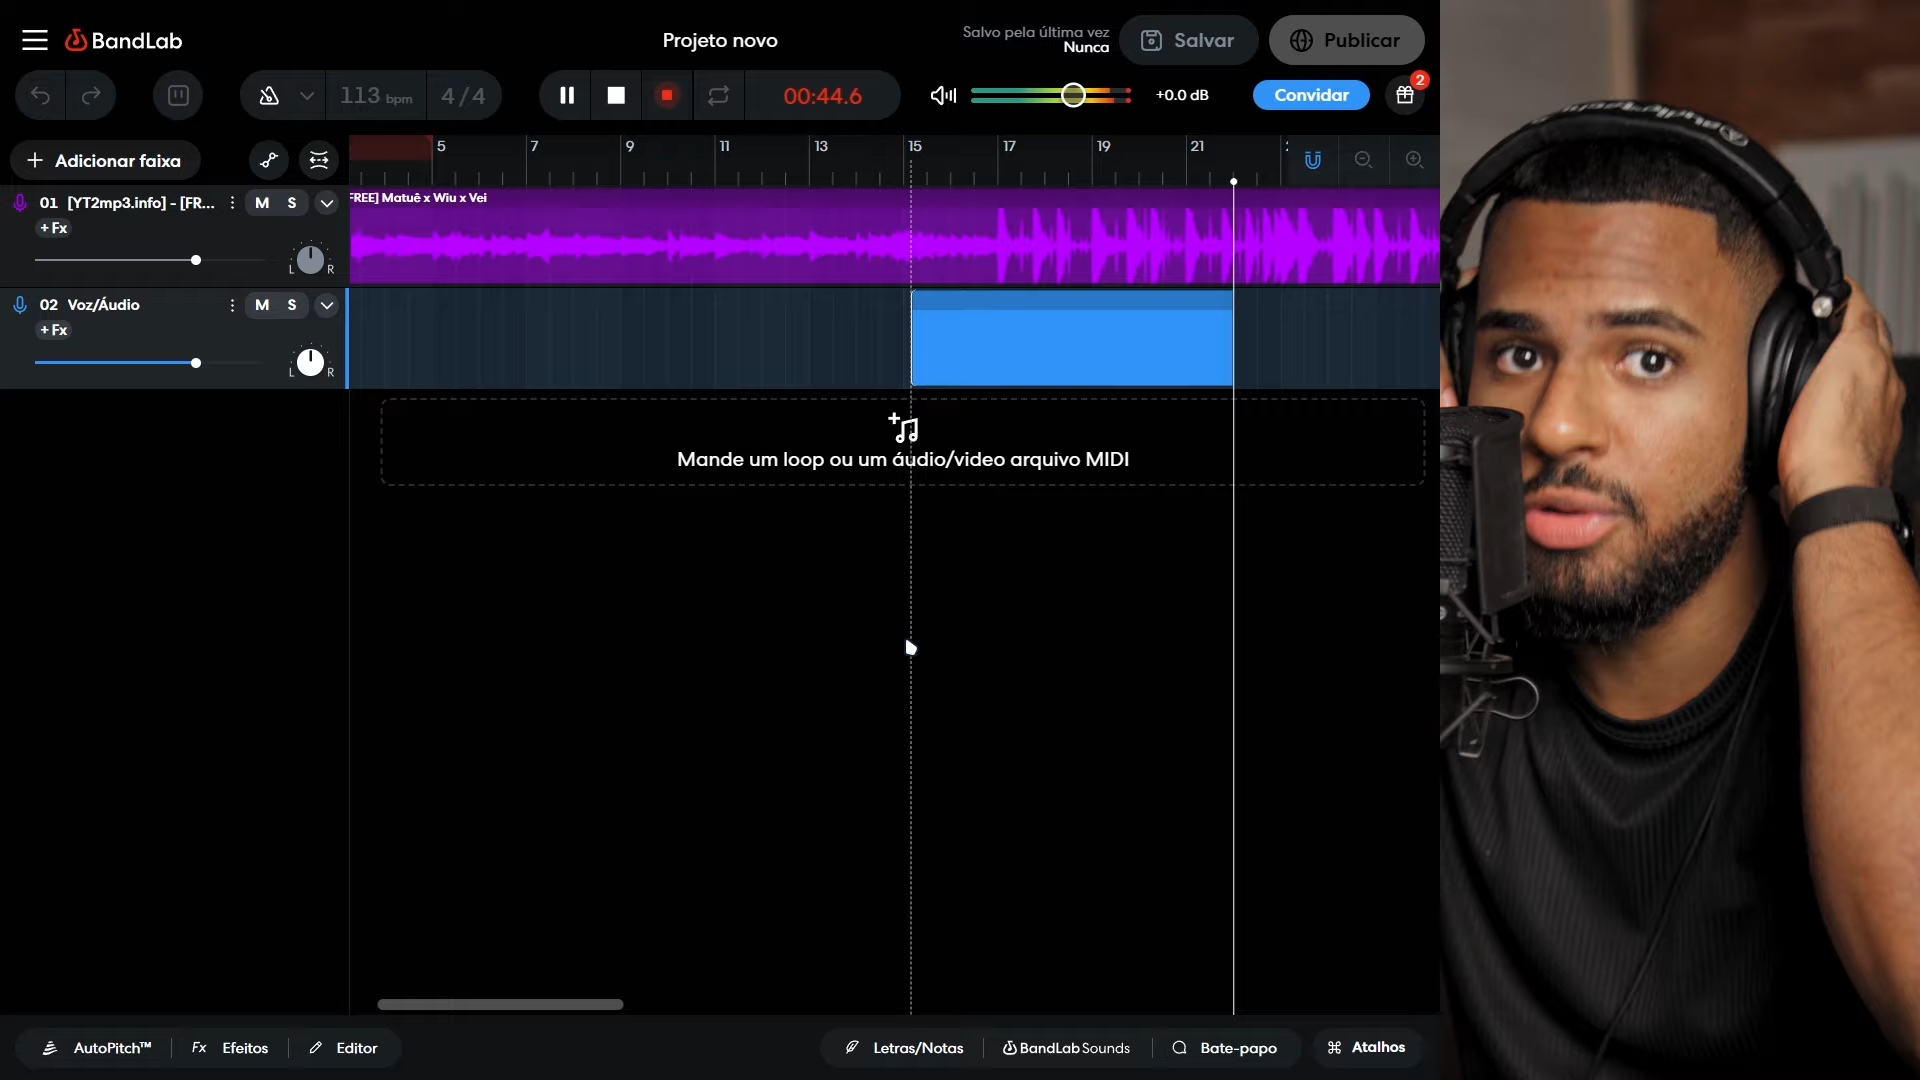 BandLab
Projeto novo
Salvo pela última vez
Nunca
Salvar
Publicar
113 bpm
4/4
00:44.6
+0.0 dB
Convidar
2
Adicionar faixa
5 7 9 11 13 15 17 19 21
01 [YT2mp3.info] - [FR...
M S
+Fx
L R
FREE] Matuê x Wiu x Vei
02 Voz/Áudio
M S
+Fx
L R
Mande um loop ou um áudio/video arquivo MIDI
AutoPitch™
Fx Efeitos
Editor
Letras/Notas
BandLab Sounds
Bate-papo
Atalhos